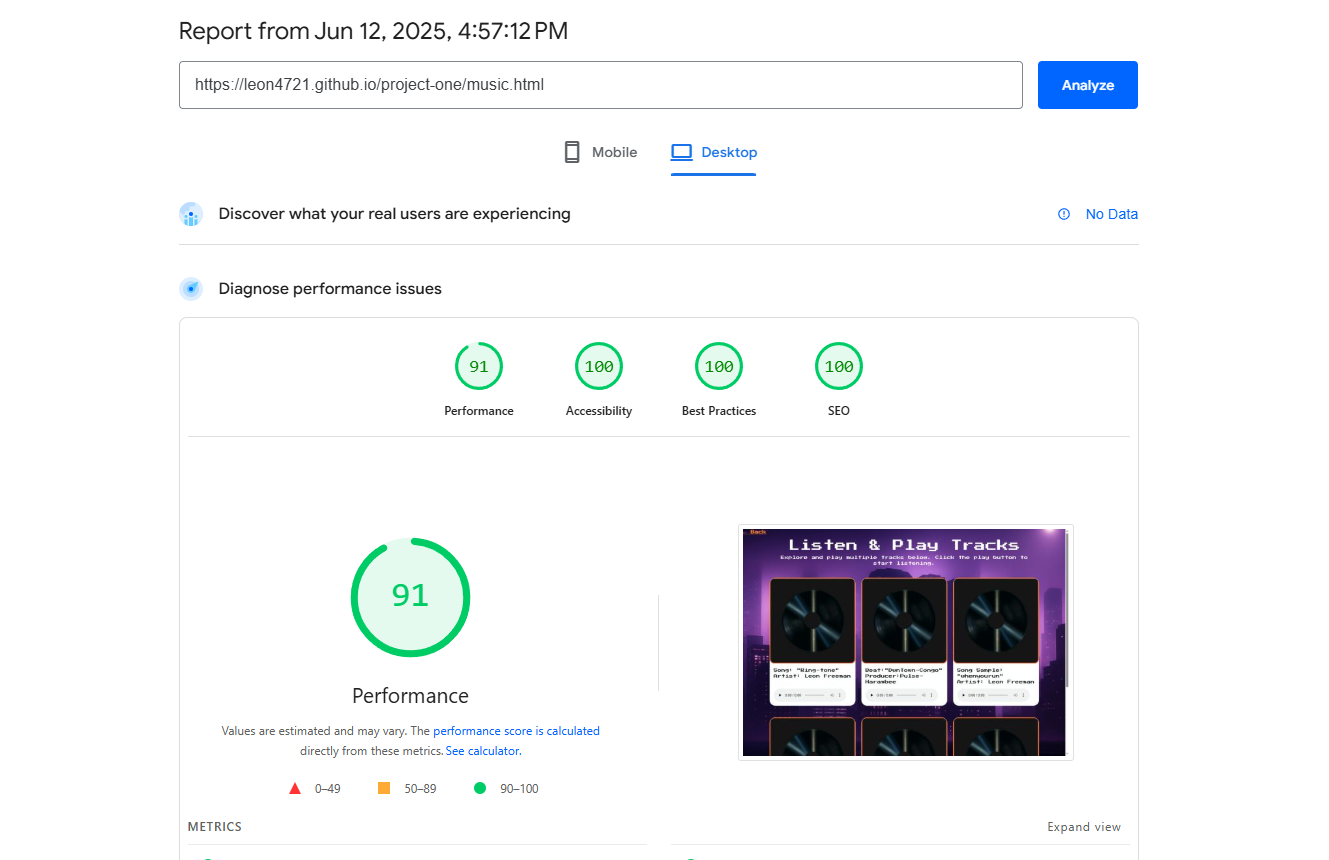 Report from Jun 12, 2025, 4:57:12 PM
https://leon4721.github.io/project-one/music.html
Analyze
Mobile
Desktop
Discover what your real users are experiencing
No Data
Diagnose performance issues
91
100
100
100
Performance
Accessibility
Best Practices
SEO
91
Performance
Values are estimated and may vary. The performance score is calculated
directly from these metrics. See calculator.
0–49
50–89
90–100
Back
Listen & Play Tracks
Explore and play multiple tracks below. Click the play button to
start listening.
Song: "Ring-tone"
Artist: Leon Freeman
Producer:Pulse-
Harambee
Song Sample:
Artist: Leon Freeman
METRICS
Expand view